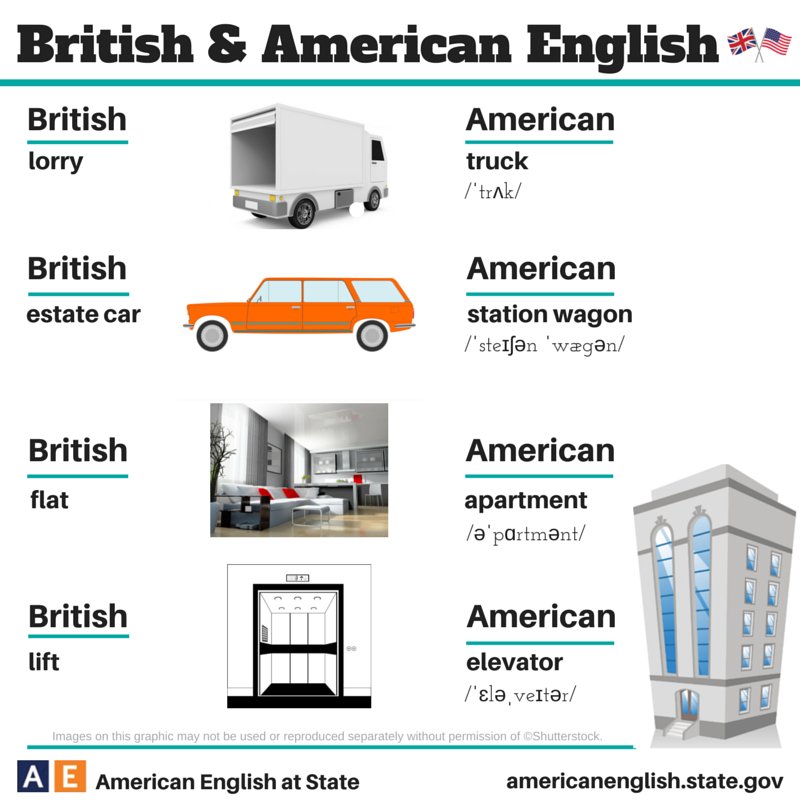 British & American English
British American
lorry truck
/ˈtrʌk/
British American
estate car station wagon
/ˈsteɪʃən ˈwægən/
British American
flat apartment
/əˈpɑrtmənt/
British American
lift elevator
/ˈɛləˌveɪtər/
Images on this graphic may not be used or reproduced separately without permission of ©Shutterstock.
A E American English at State americanenglish.state.gov